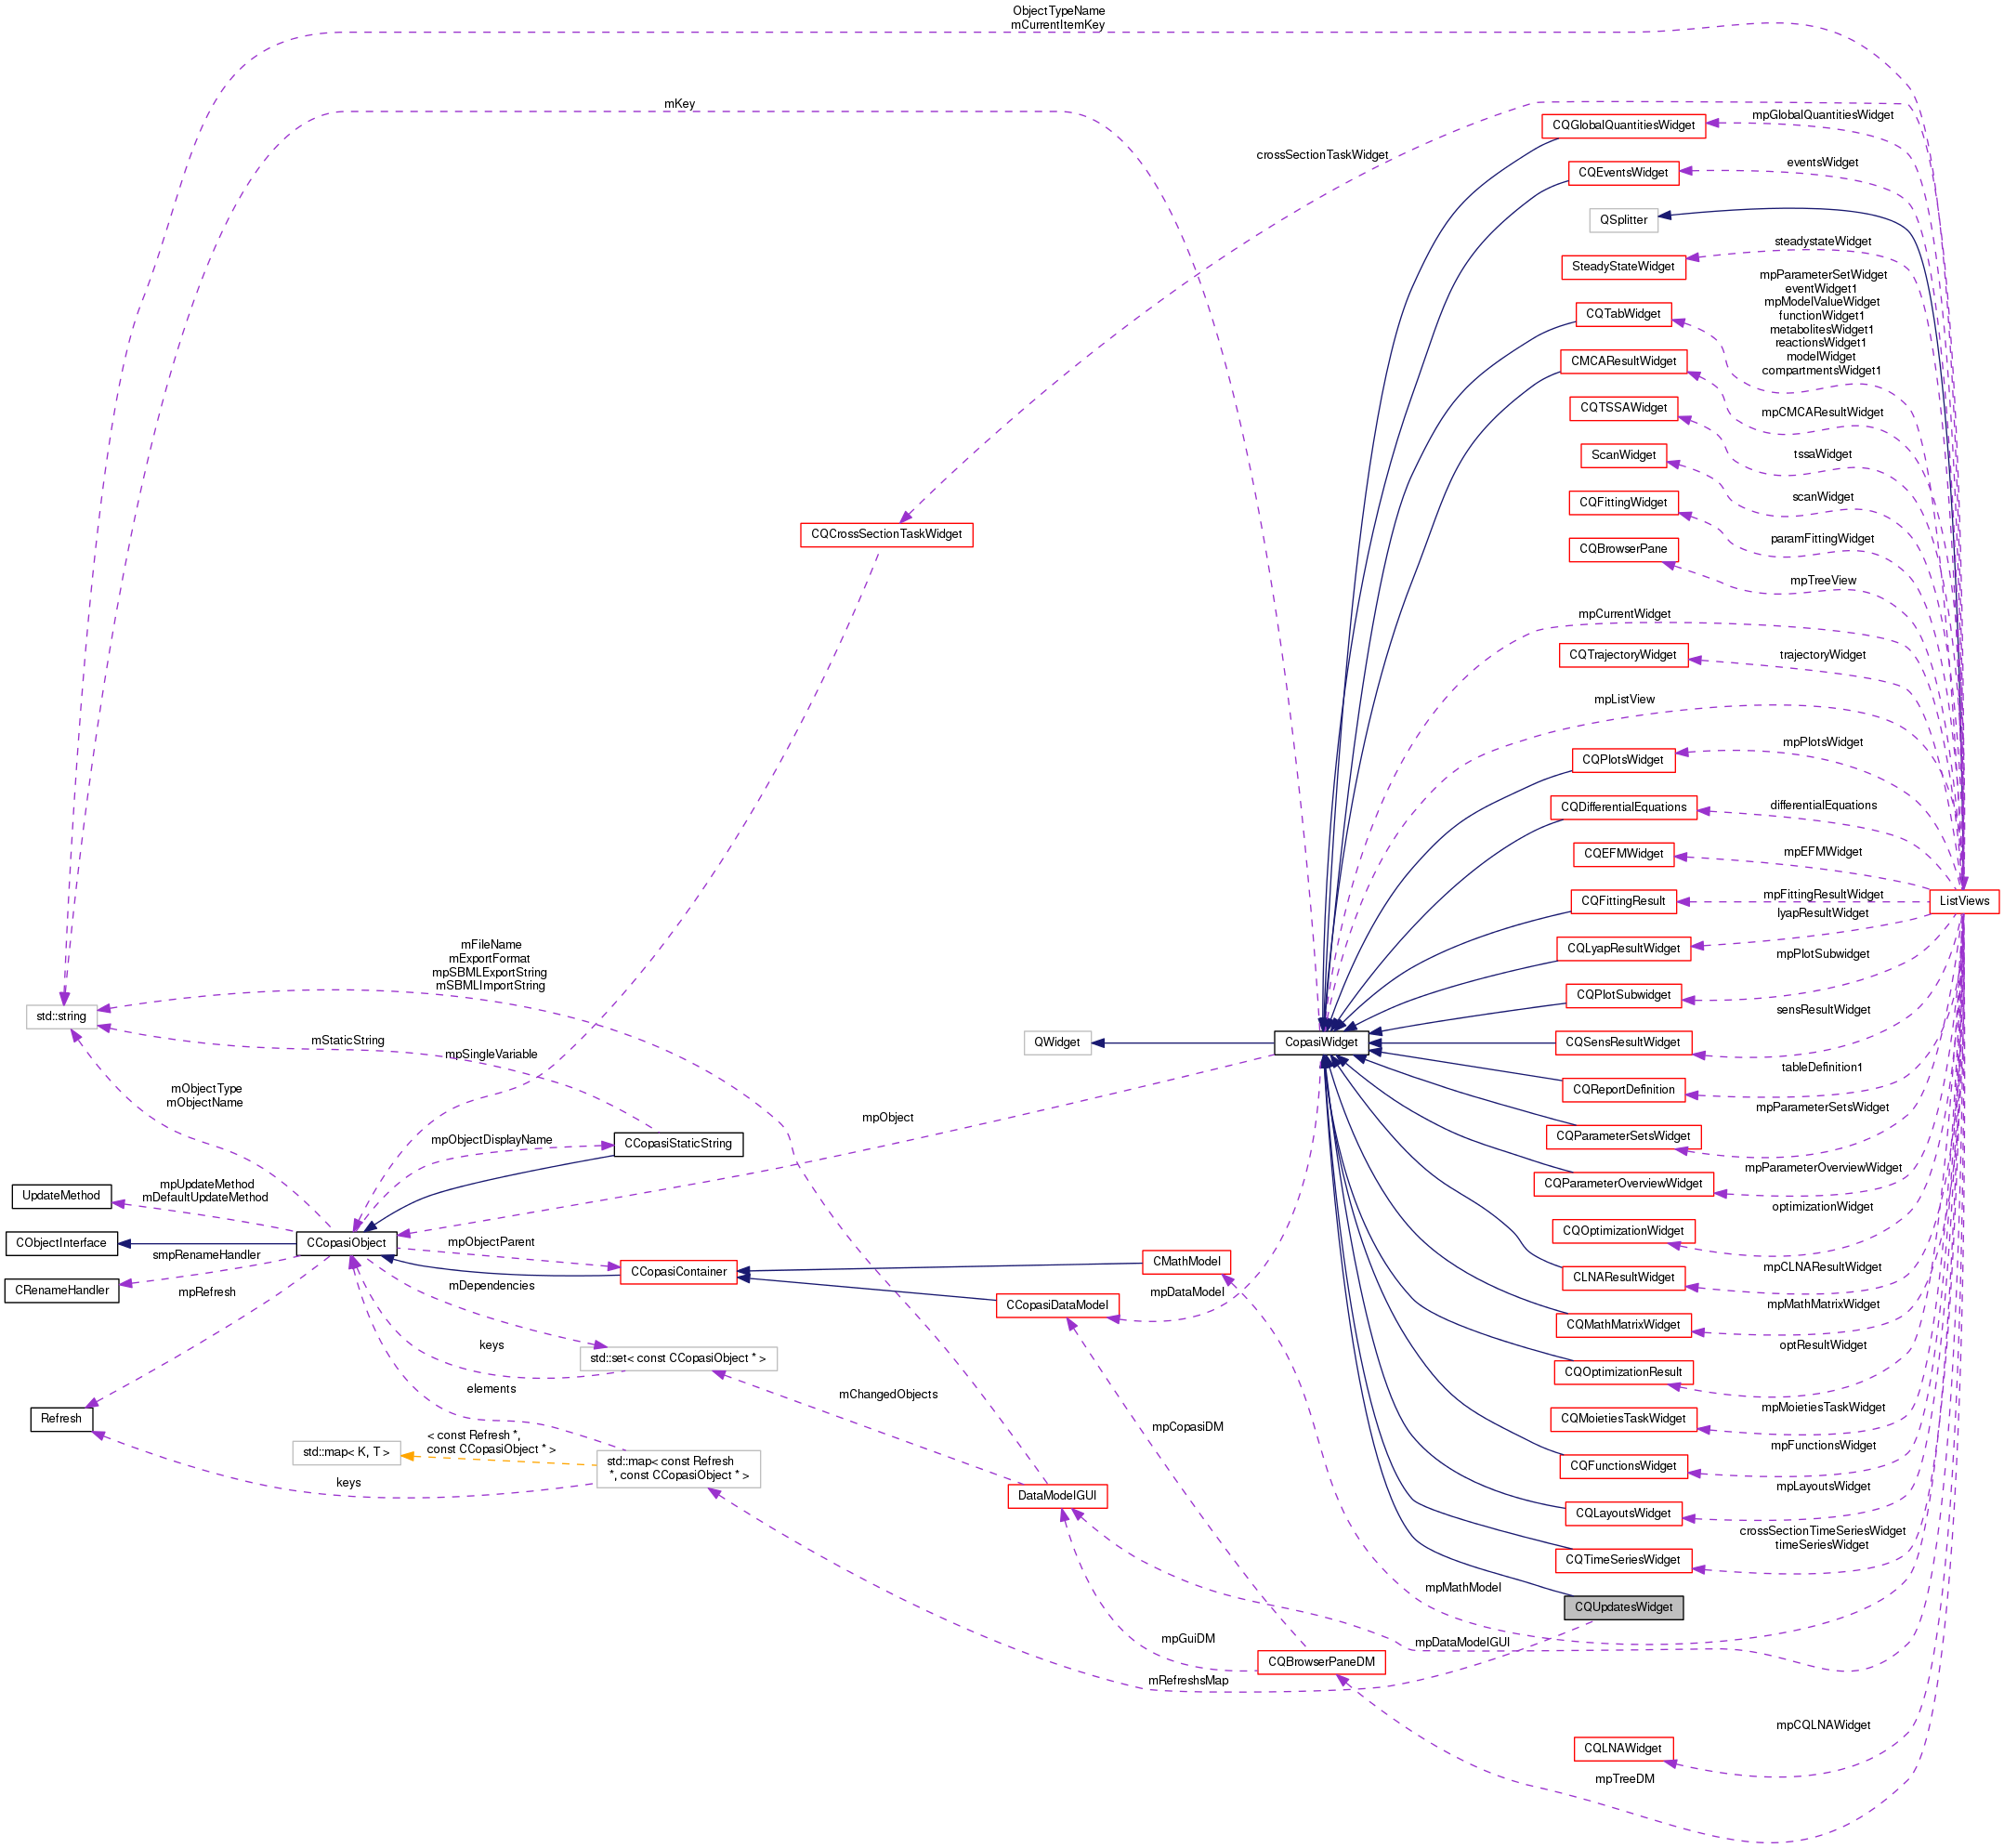 ObjectTypeName
mCurrentItemKey
mKey
crossSectionTaskWidget
CQGlobalQuantitiesWidget
mpGlobalQuantitiesWidget
eventsWidget
CQEventsWidget
QSplitter
steadystateWidget
SteadyStateWidget
mpParameterSetWidget
eventWidget1
mpModelValueWidget
functionWidget1
metabolitesWidget1
reactionsWidget1
modelWidget
compartmentsWidget1
CQTabWidget
CMCAResultWidget
mpCMCAResultWidget
CQTSSAWidget
tssaWidget
ScanWidget
scanWidget
CQFittingWidget
paramFittingWidget
CQCrossSectionTaskWidget
CQBrowserPane
mpTreeView
mpCurrentWidget
CQTrajectoryWidget
trajectoryWidget
mpListView
CQPlotsWidget
mpPlotsWidget
CQDifferentialEquations
differentialEquations
CQEFMWidget
mpEFMWidget
CQFittingResult
mpFittingResultWidget
ListViews
lyapResultWidget
CQLyapResultWidget
mFileName
mExportFormat
mpSBMLExportString
mSBMLImportString
mpPlotSubwidget
CQPlotSubwidget
std::string
sensResultWidget
mStaticString
mpSingleVariable
QWidget
CopasiWidget
CQSensResultWidget
tableDefinition1
CQReportDefinition
mObjectType
mObjectName
mpObject
mpParameterSetsWidget
CQParameterSetsWidget
mpObjectDisplayName
CCopasiStaticString
mpParameterOverviewWidget
CQParameterOverviewWidget
UpdateMethod
mpUpdateMethod
mDefaultUpdateMethod
optimizationWidget
CQOptimizationWidget
CObjectInterface
CCopasiObject
mpObjectParent
smpRenameHandler
CCopasiContainer
CMathModel
mpCLNAResultWidget
CLNAResultWidget
CRenameHandler
mpRefresh
mDependencies
mpDataModel
CCopasiDataModel
mpMathMatrixWidget
CQMathMatrixWidget
keys
std::set< const CCopasiObject * >
optResultWidget
CQOptimizationResult
elements
mChangedObjects
mpMoietiesTaskWidget
CQMoietiesTaskWidget
Refresh
mpCopasiDM
< const Refresh *,
const CCopasiObject * >
std::map< K, T >
std::map< const Refresh
*, const CCopasiObject * >
mpFunctionsWidget
CQFunctionsWidget
keys
mpLayoutsWidget
DataModelGUI
CQLayoutsWidget
crossSectionTimeSeriesWidget
timeSeriesWidget
CQTimeSeriesWidget
mpMathModel
CQUpdatesWidget
mpGuiDM
mpDataModelGUI
CQBrowserPaneDM
mRefreshsMap
mpCQLNAWidget
CQLNAWidget
mpTreeDM